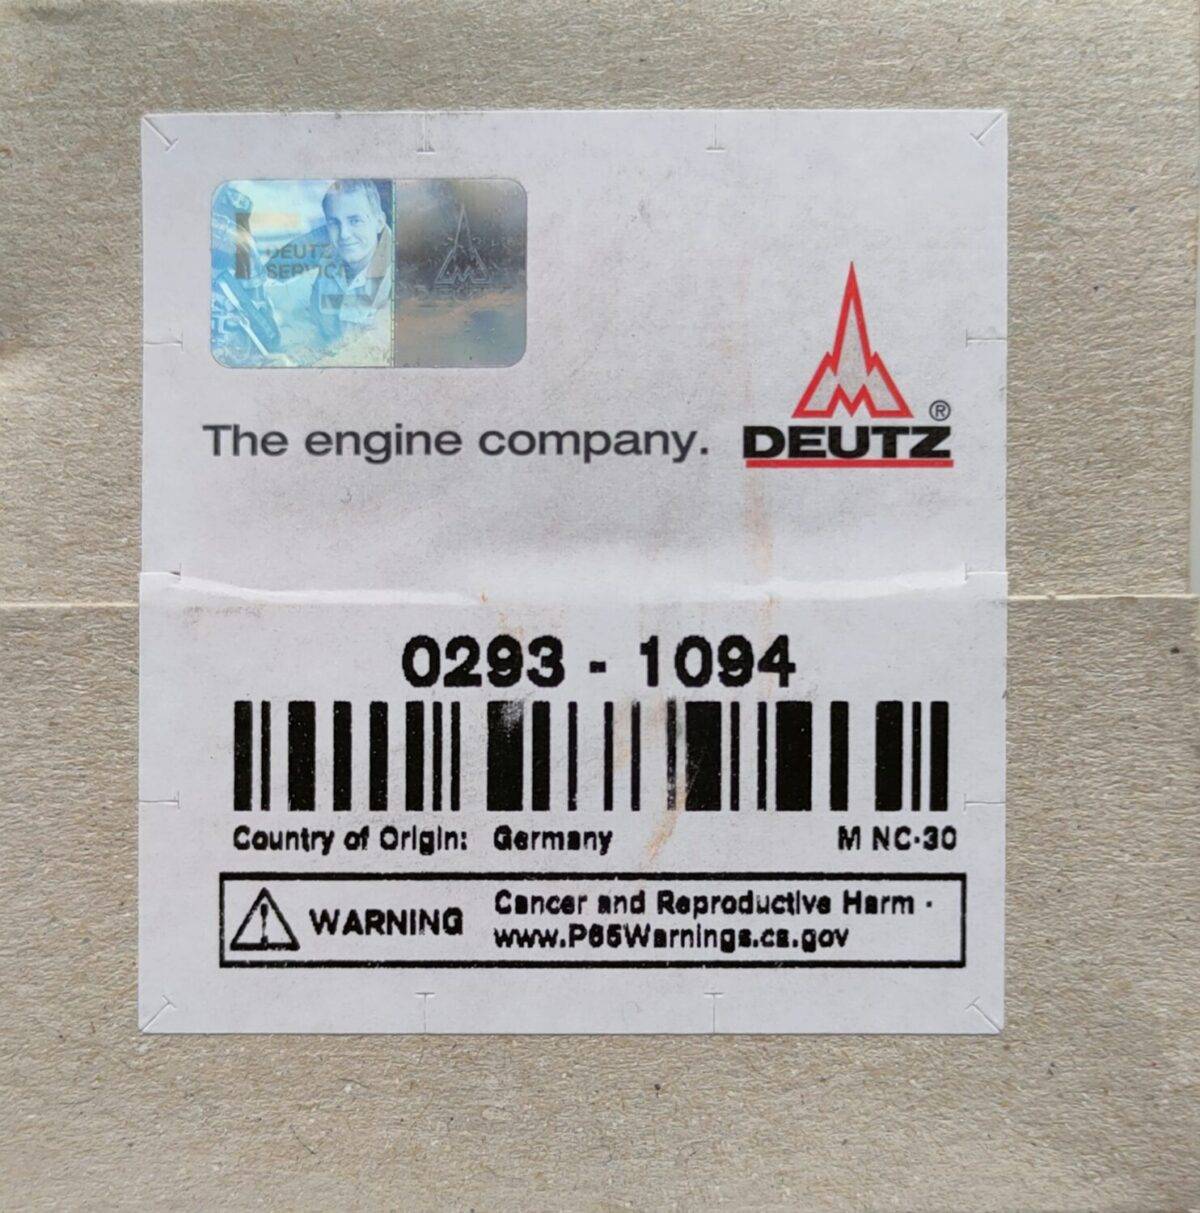 DEUTZ
SERVICE
The engine company.
DEUTZ®
0293 - 1094
Country of Origin: Germany M NC-30
WARNING Cancer and Reproductive Harm -
www.P65Warnings.ca.gov